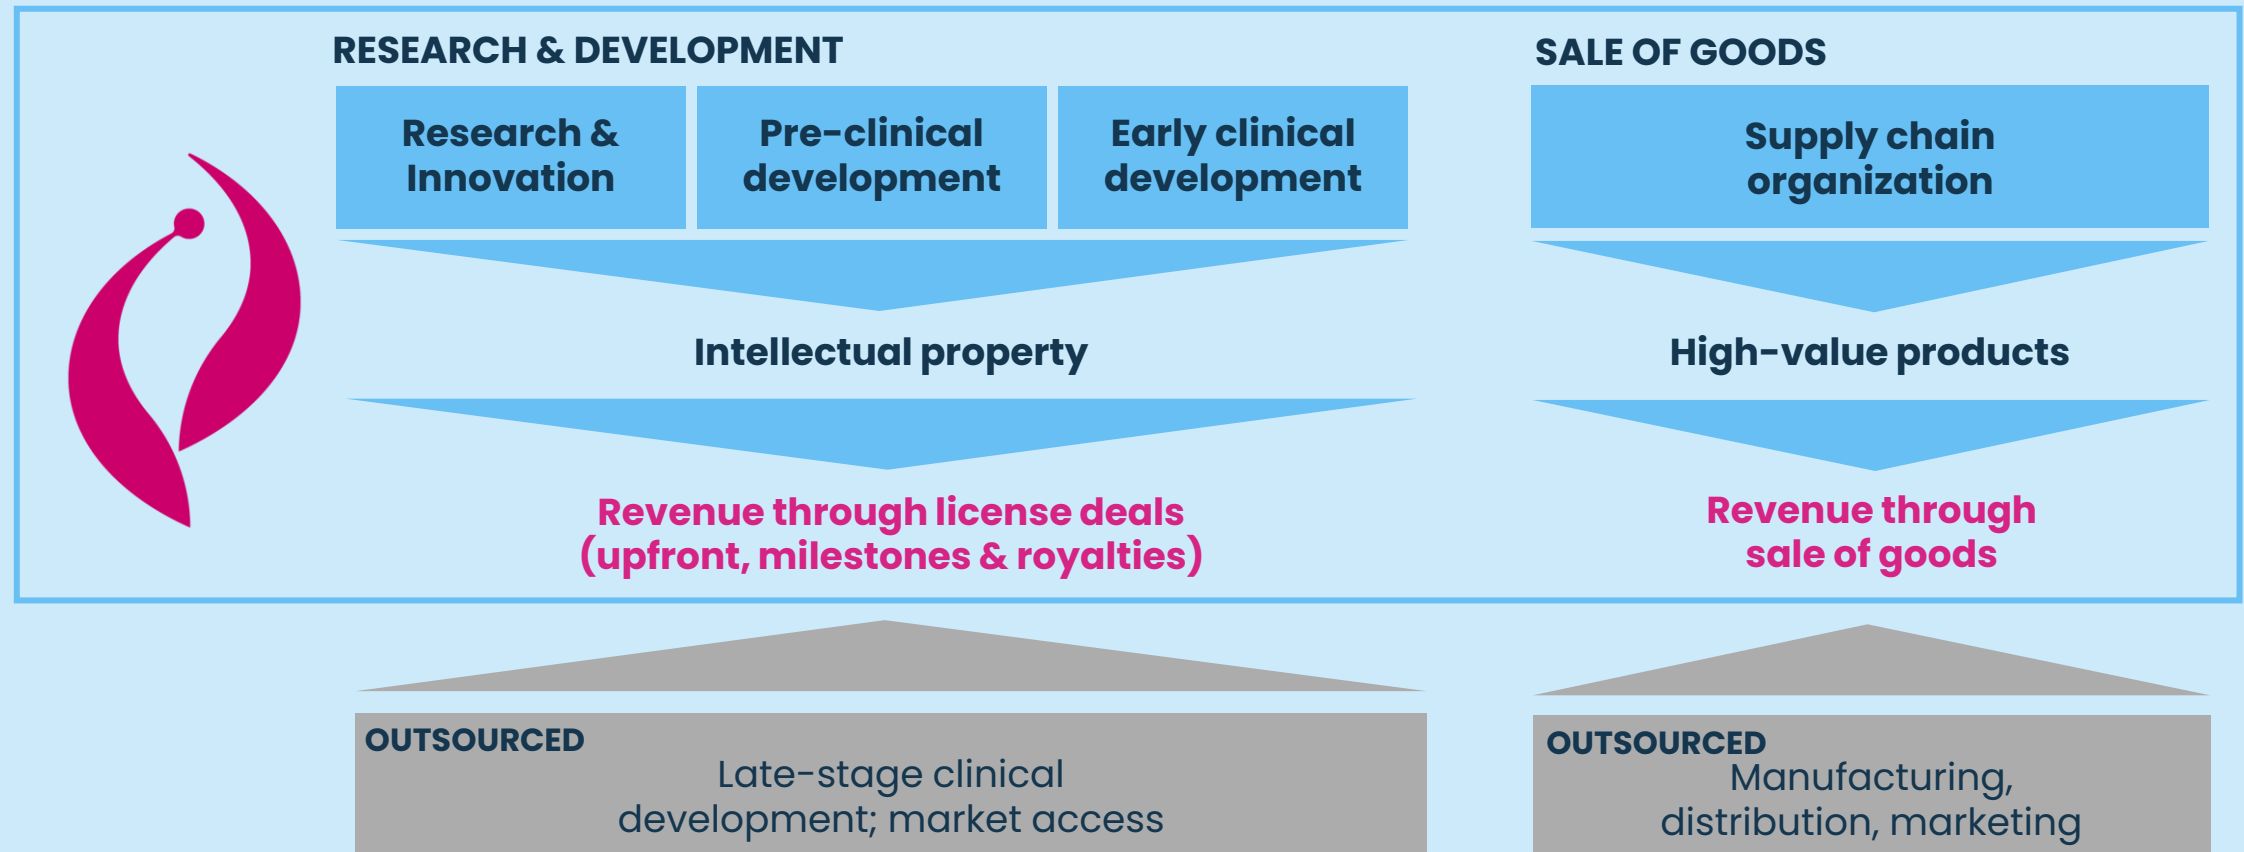 RESEARCH & DEVELOPMENT
Research &
Innovation
Pre-clinical
development
Early clinical
development
Intellectual property
Revenue through license deals
(upfront, milestones & royalties)
OUTSOURCED
Late-stage clinical
development; market access
SALE OF GOODS
Supply chain
organization
High-value products
Revenue through
sale of goods
OUTSOURCED
Manufacturing,
distribution, marketing